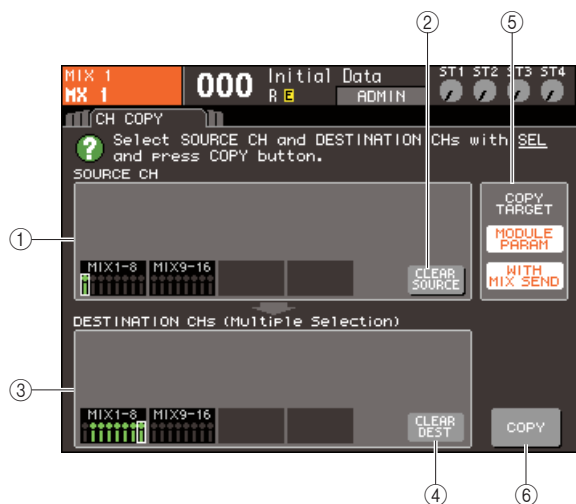 ② ⑤
MIX 1
MX 1
000
Initial Data
R E ADMIN
ST1 ST2 ST3 ST4
CH COPY
? Select SOURCE CH and DESTINATION CHs with SEL
and press COPY button.
SOURCE CH
①
MIX1-8 MIX9-16
CLEAR
SOURCE
COPY
TARGET
MODULE
PARAM
WITH
MIX SEND
DESTINATION CHs (Multiple Selection)
③
MIX1-8 MIX9-16
CLEAR
DEST
COPY
④ ⑥